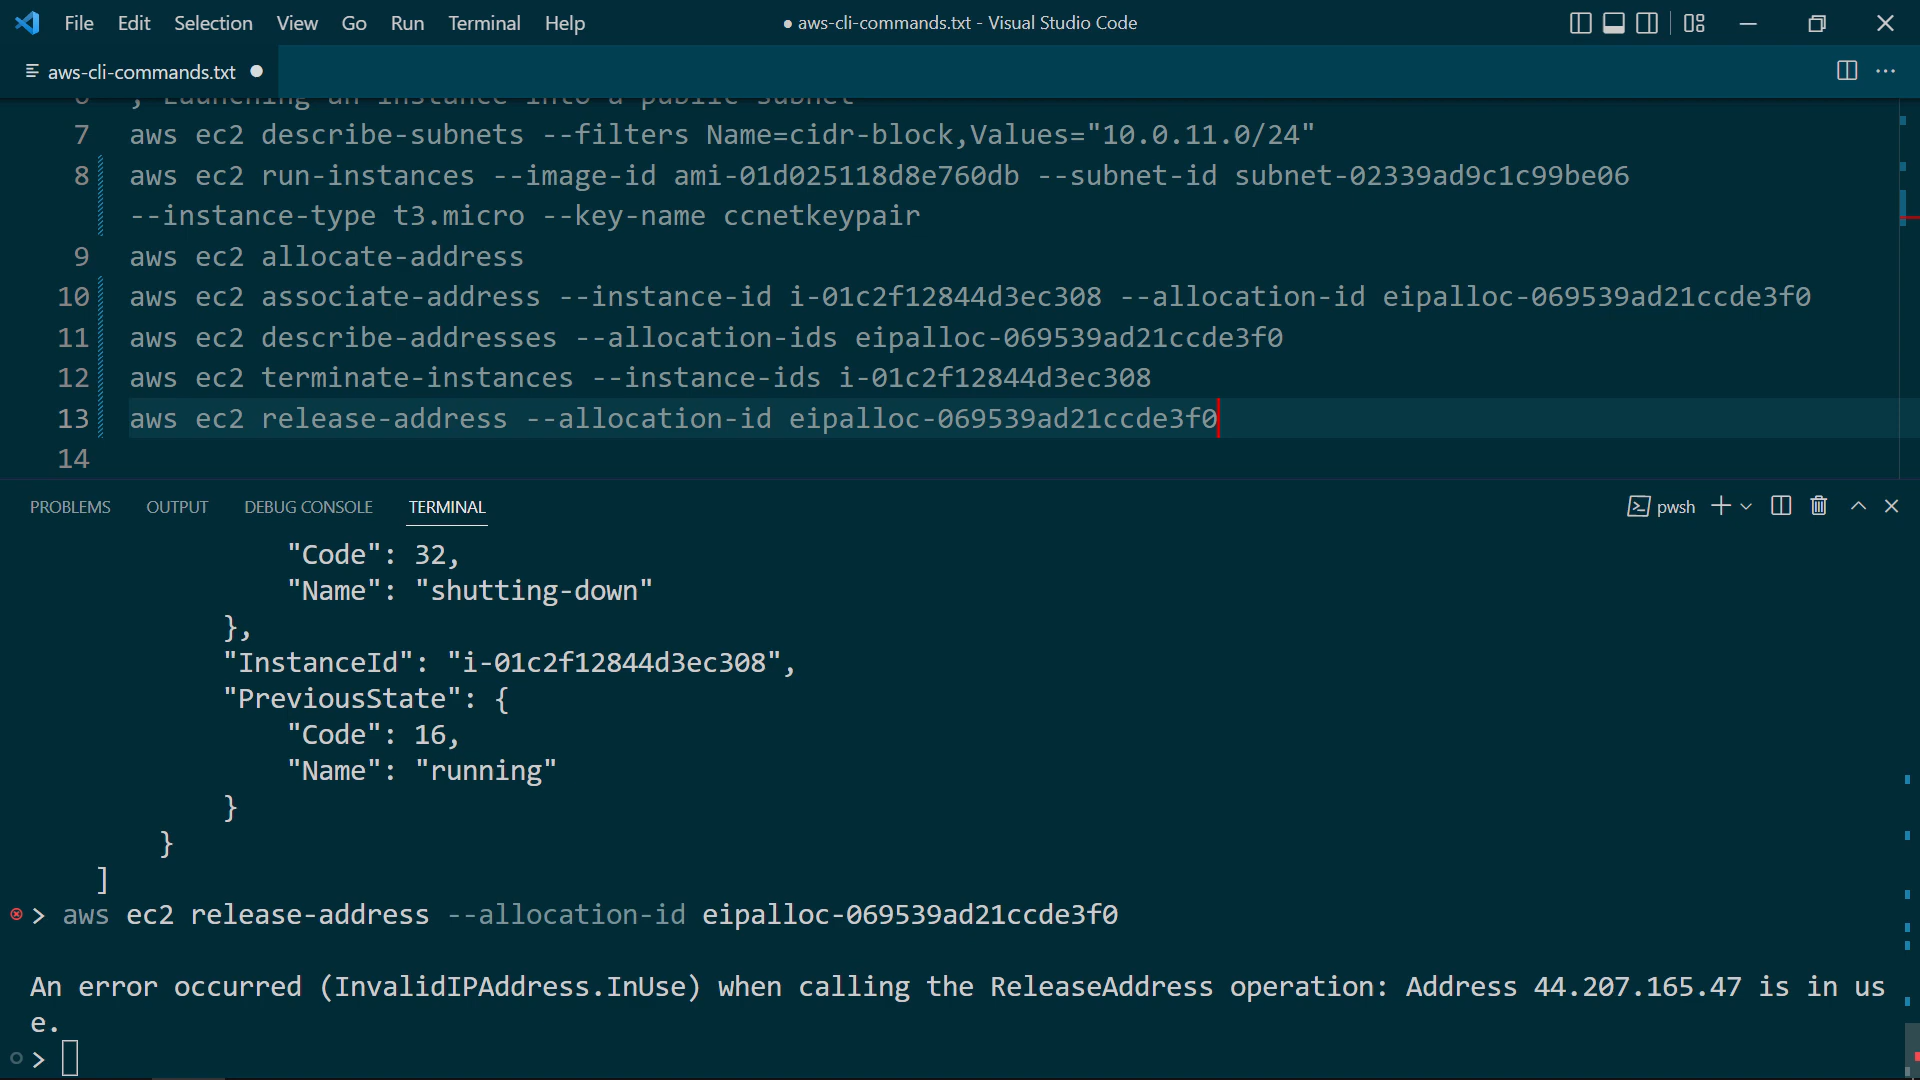 File Edit Selection View Go Run Terminal Help
● aws-cli-commands.txt - Visual Studio Code
aws-cli-commands.txt
6 ; Launching an instance into a public subnet
7 aws ec2 describe-subnets --filters Name=cidr-block,Values="10.0.11.0/24"
8 aws ec2 run-instances --image-id ami-01d025118d8e760db --subnet-id subnet-02339ad9c1c99be06
--instance-type t3.micro --key-name ccnetkeypair
9 aws ec2 allocate-address
10 aws ec2 associate-address --instance-id i-01c2f12844d3ec308 --allocation-id eipalloc-069539ad21ccde3f0
11 aws ec2 describe-addresses --allocation-ids eipalloc-069539ad21ccde3f0
12 aws ec2 terminate-instances --instance-ids i-01c2f12844d3ec308
13 aws ec2 release-address --allocation-id eipalloc-069539ad21ccde3f0
14
PROBLEMS OUTPUT DEBUG CONSOLE TERMINAL
pwsh
"Code": 32,
"Name": "shutting-down"
},
"InstanceId": "i-01c2f12844d3ec308",
"PreviousState": {
"Code": 16,
"Name": "running"
}
}
]
> aws ec2 release-address --allocation-id eipalloc-069539ad21ccde3f0
An error occurred (InvalidIPAddress.InUse) when calling the ReleaseAddress operation: Address 44.207.165.47 is in us
e.
>